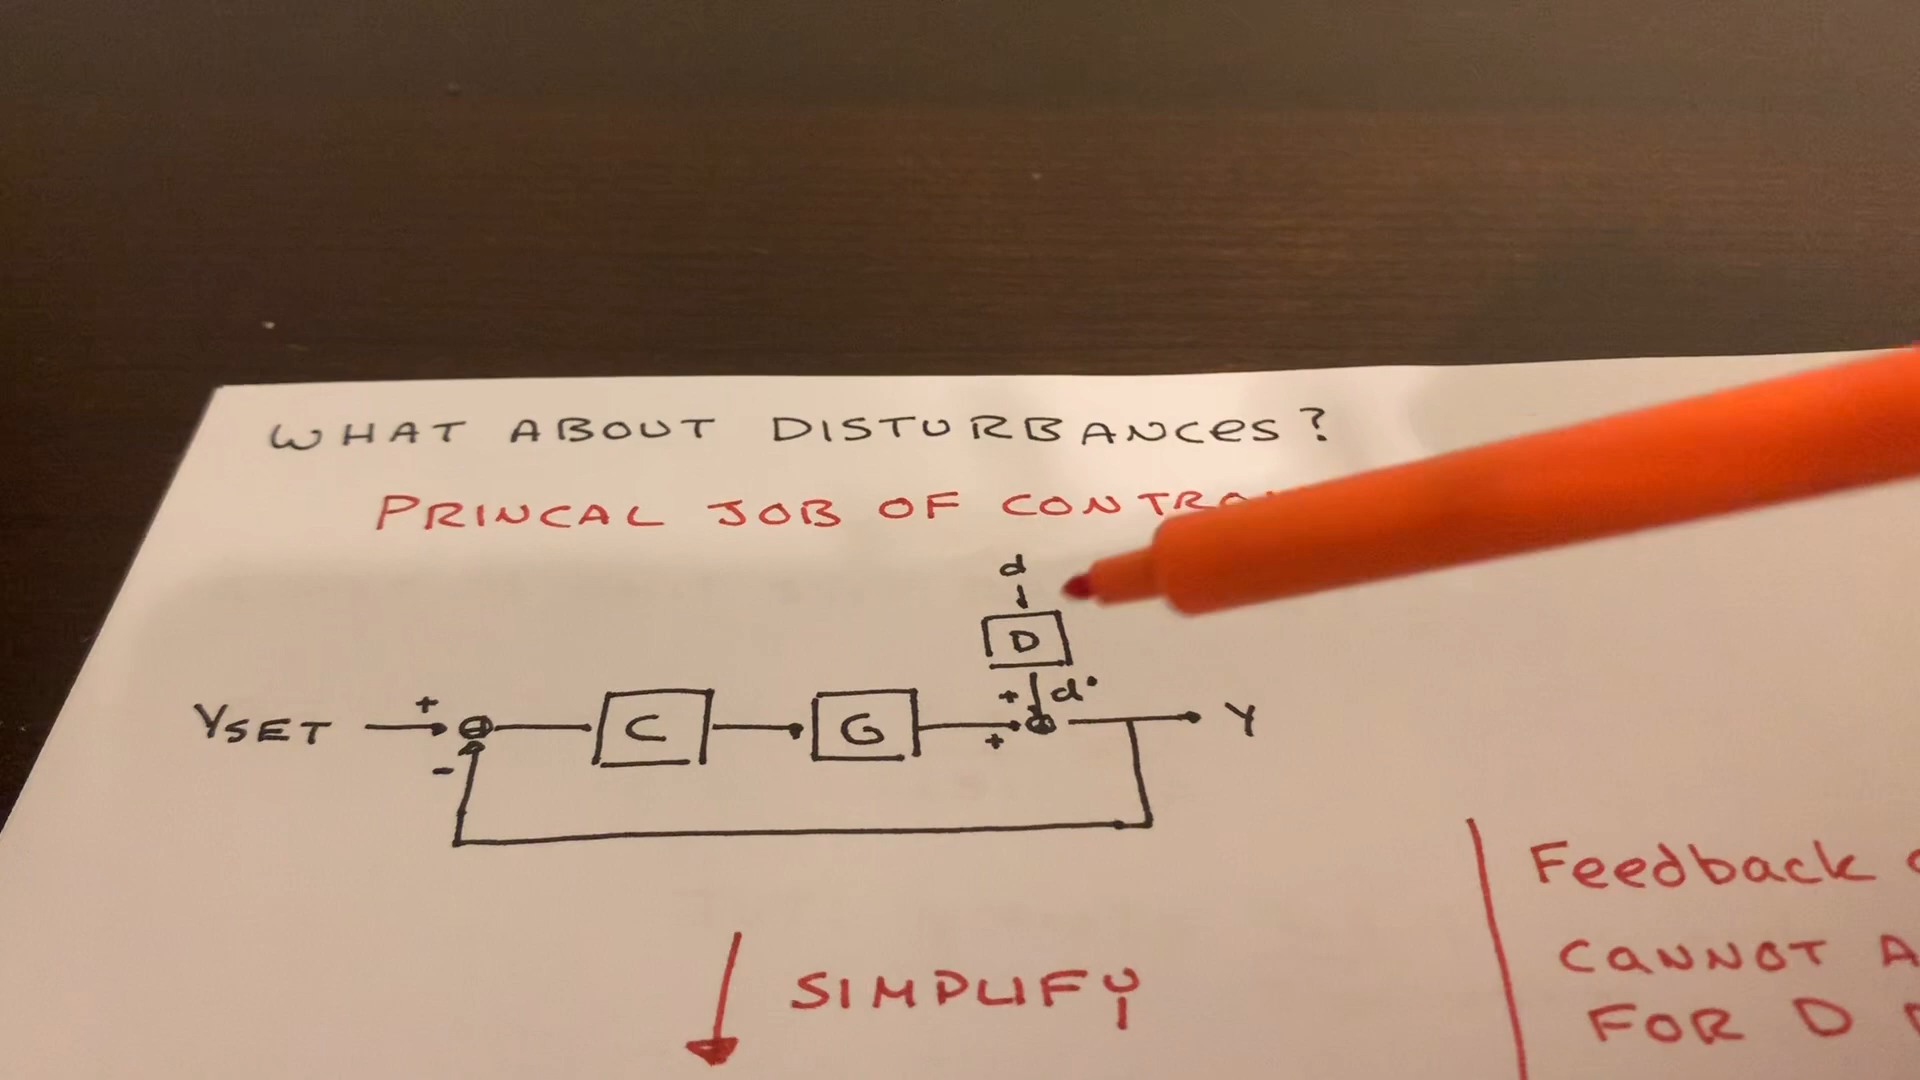 WHAT ABOUT DISTURBANCES?
PRINCAL JOB OF
d
D
+ d°
YSET + C G + Y
-
SIMPLIFY
Feedback
CANNOT
FOR D